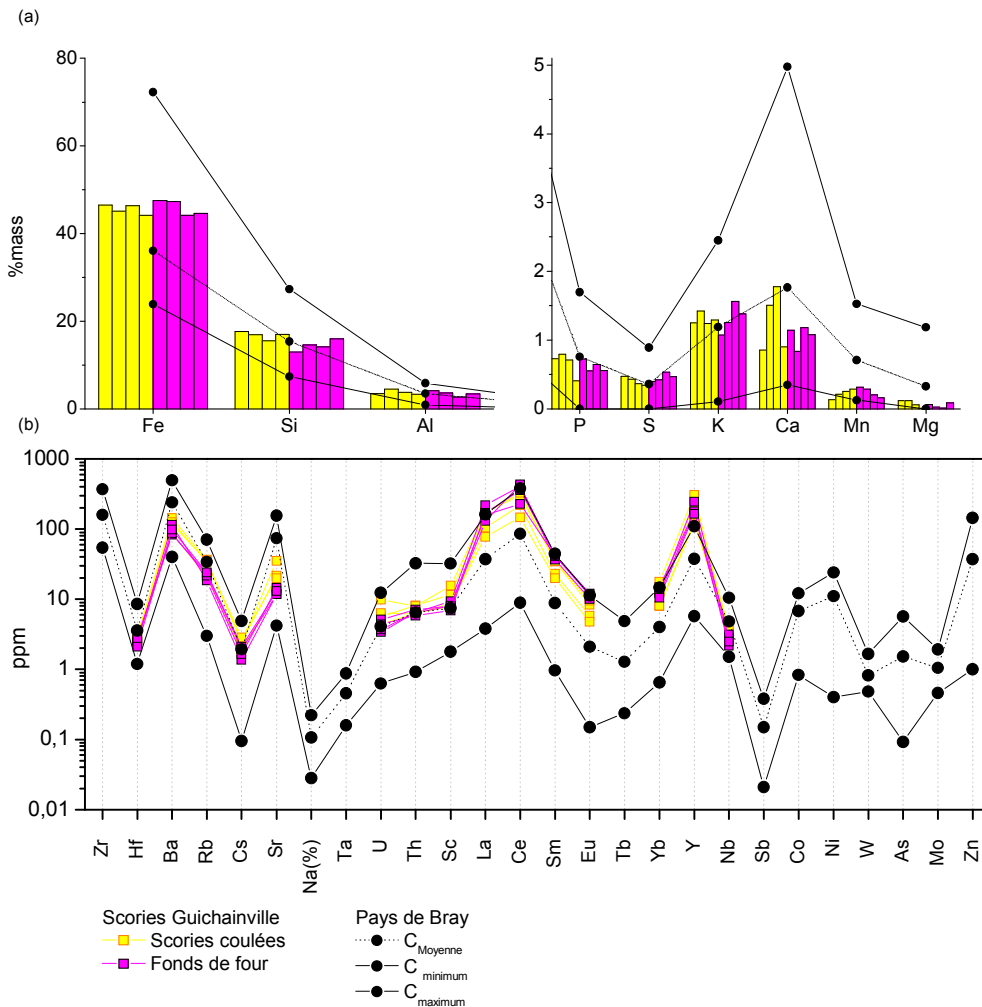 (a)
80
60
40
20
0
%mass
Fe
Si
Al
5
4
3
2
1
0
P
S
K
Ca
Mn
Mg
(b)
1000
100
10
1
0,1
0,01
ppm
Zr
Hf
Ba
Rb
Cs
Sr
Na(%)
Ta
U
Th
Sc
La
Ce
Sm
Eu
Tb
Yb
Y
Nb
Sb
Co
Ni
W
As
Mo
Zn
Scories Guichainville
Scories coulées
Fonds de four
Pays de Bray
C Moyenne
C minimum
C maximum